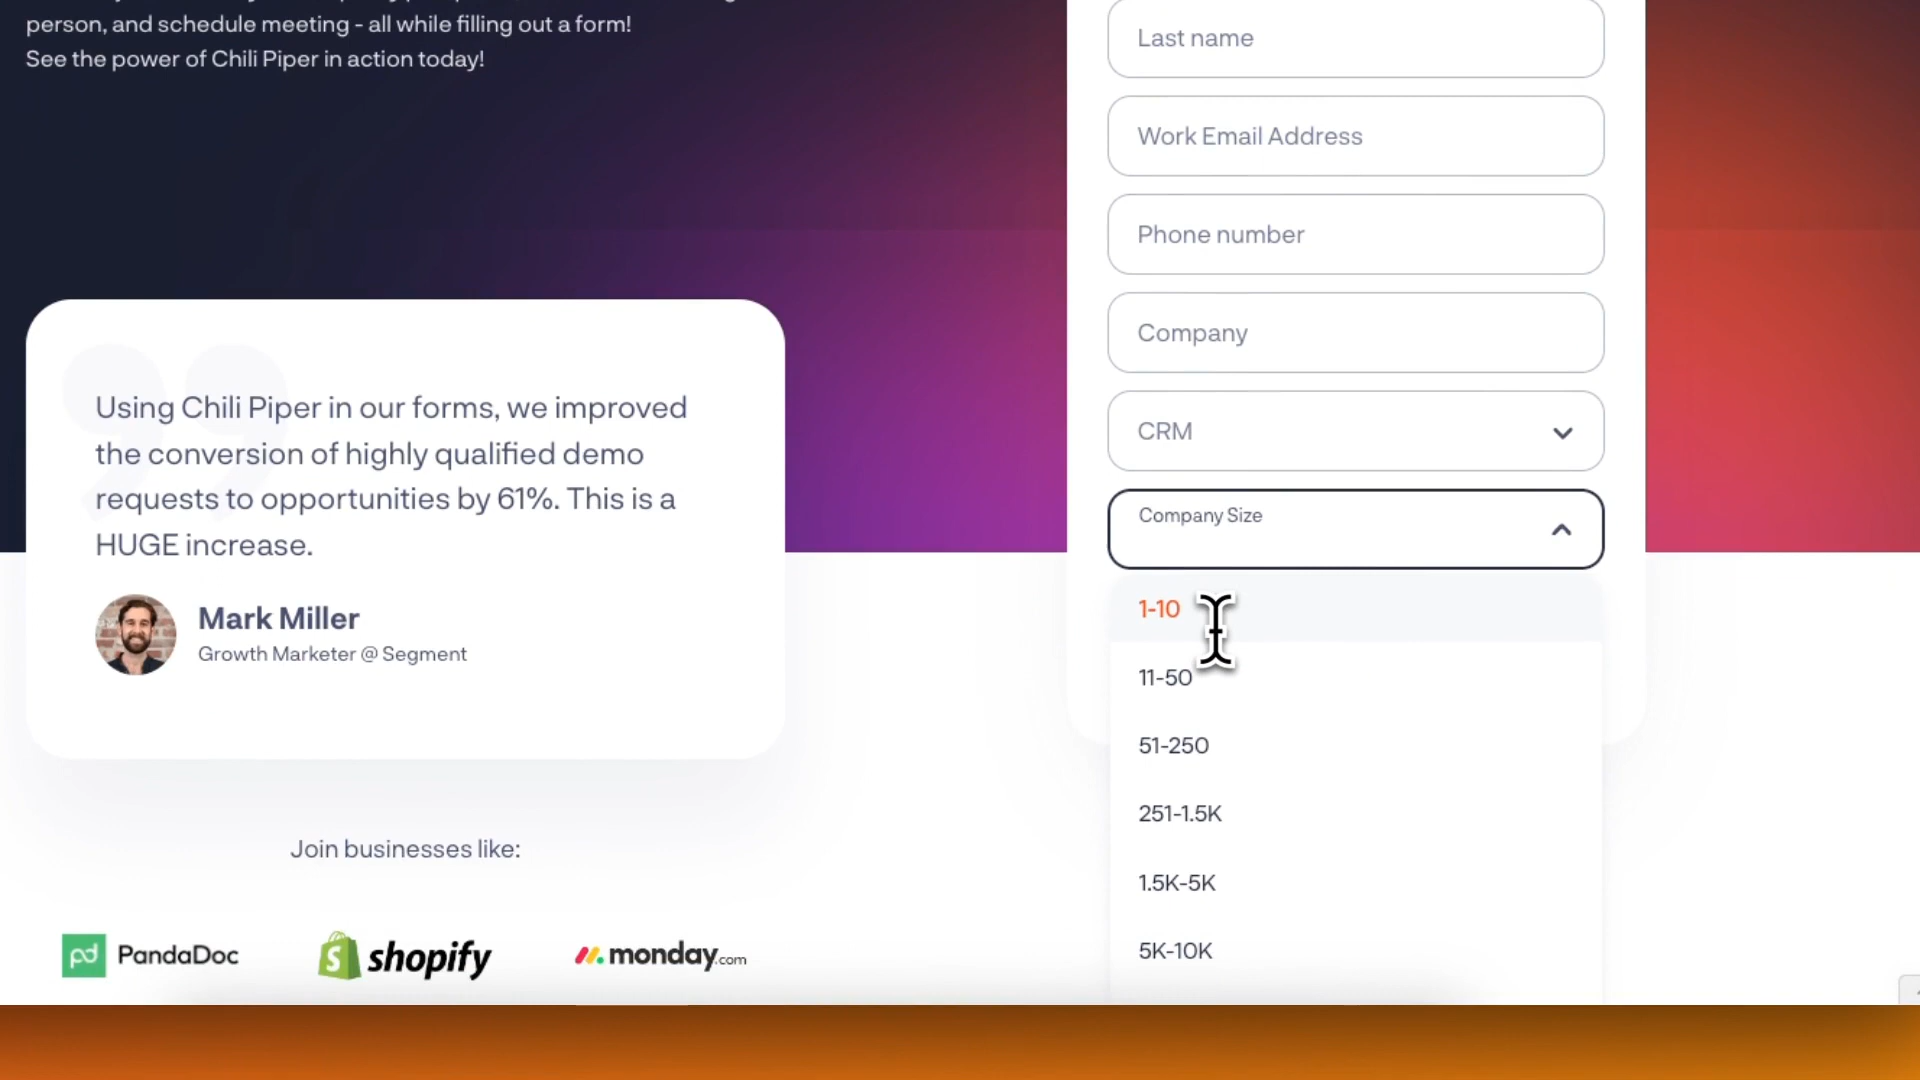 person, and schedule meeting - all while filling out a form!
See the power of Chili Piper in action today!
Using Chili Piper in our forms, we improved
the conversion of highly qualified demo
requests to opportunities by 61%. This is a
HUGE increase.
Mark Miller
Growth Marketer @ Segment
Join businesses like:
pd PandaDoc
shopify
monday.com
Last name
Work Email Address
Phone number
Company
CRM
Company Size
1-10
11-50
51-250
251-1.5K
1.5K-5K
5K-10K